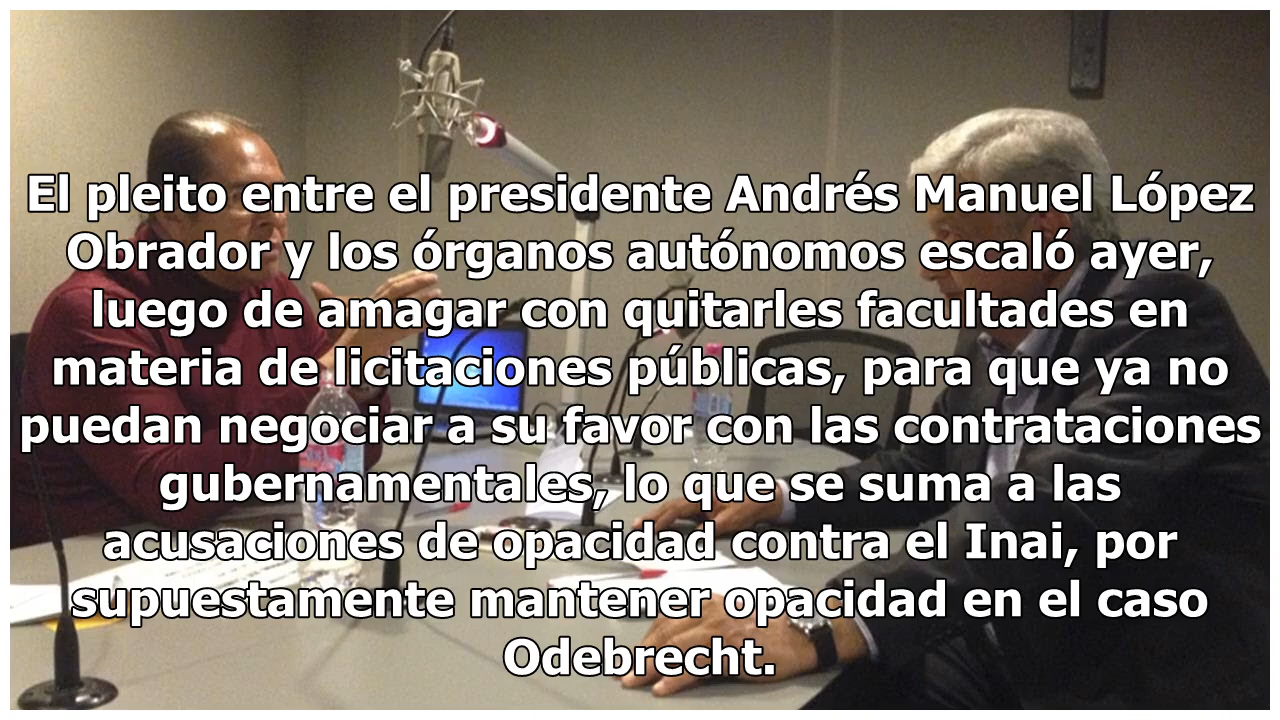 El pleito entre el presidente Andrés Manuel López
Obrador y los órganos autónomos escaló ayer,
luego de amagar con quitarles facultades en
materia de licitaciones públicas, para que ya no
puedan negociar a su favor con las contrataciones
gubernamentales, lo que se suma a las
acusaciones de opacidad contra el Inai, por
supuestamente mantener opacidad en el caso
Odebrecht.